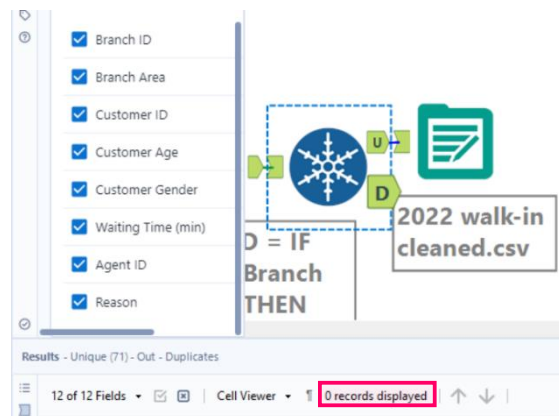 Branch ID
Branch Area
Customer ID
Customer Age
Customer Gender
Waiting Time (min)
Agent ID
Reason
U
D
2022 walk-in
cleaned.csv
= IF
Branch
THEN
Results - Unique (71) - Out - Duplicates
12 of 12 Fields
Cell Viewer
0 records displayed